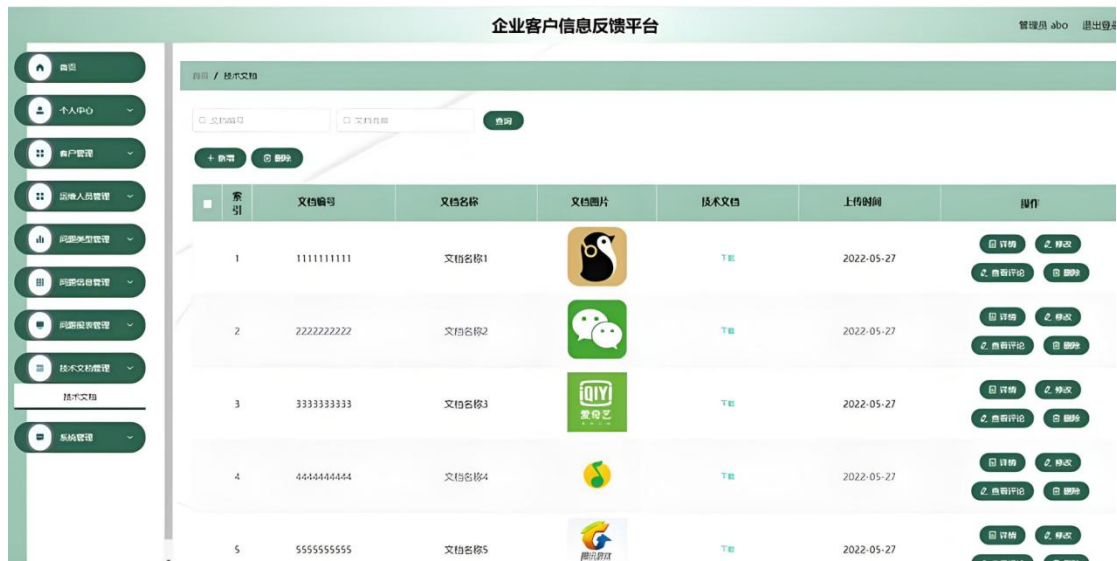 企业客户信息反馈平台
管理员 abo 退出登录
首页
个人中心
客户管理
运维人员管理
问题类型管理
问题信息管理
问题报表管理
技术文档管理
技术文档
系统管理
首页 / 技术文档
文档编号 文档名称 查询
新增 删除
索引 文档编号 文档名称 文档图片 技术文档 上传时间 操作
1 1111111111 文档名称1 下载 2022-05-27 详情 修改
查看评论 删除
2 2222222222 文档名称2 下载 2022-05-27 详情 修改
查看评论 删除
3 3333333333 文档名称3 iQIYI 爱奇艺 下载 2022-05-27 详情 修改
查看评论 删除
4 4444444444 文档名称4 下载 2022-05-27 详情 修改
查看评论 删除
5 5555555555 文档名称5 腾讯游戏 下载 2022-05-27 详情 修改